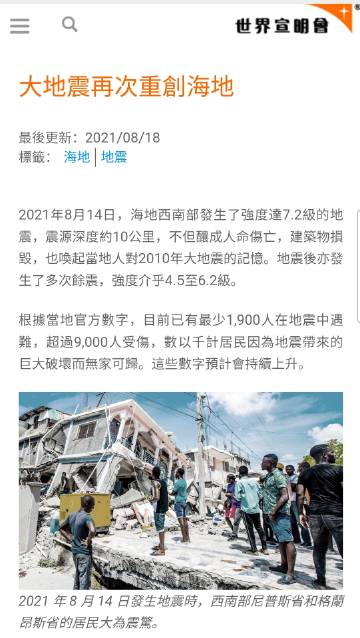 世界宣明會
大地震再次重創海地
最後更新：2021/08/18
標籤： 海地 | 地震
2021年8月14日，海地西南部發生了強度達7.2級的地
震，震源深度約10公里，不但釀成人命傷亡，建築物損
毀，也喚起當地人對2010年大地震的記憶。地震後亦發
生了多次餘震，強度介乎4.5至6.2級。
根據當地官方數字，目前已有最少1,900人在地震中遇
難，超過9,000人受傷，數以千計居民因為地震帶來的
巨大破壞而無家可歸。這些數字預計會持續上升。
2021 年 8 月 14 日發生地震時，西南部尼普斯省和格蘭
昂斯省的居民大為震驚。